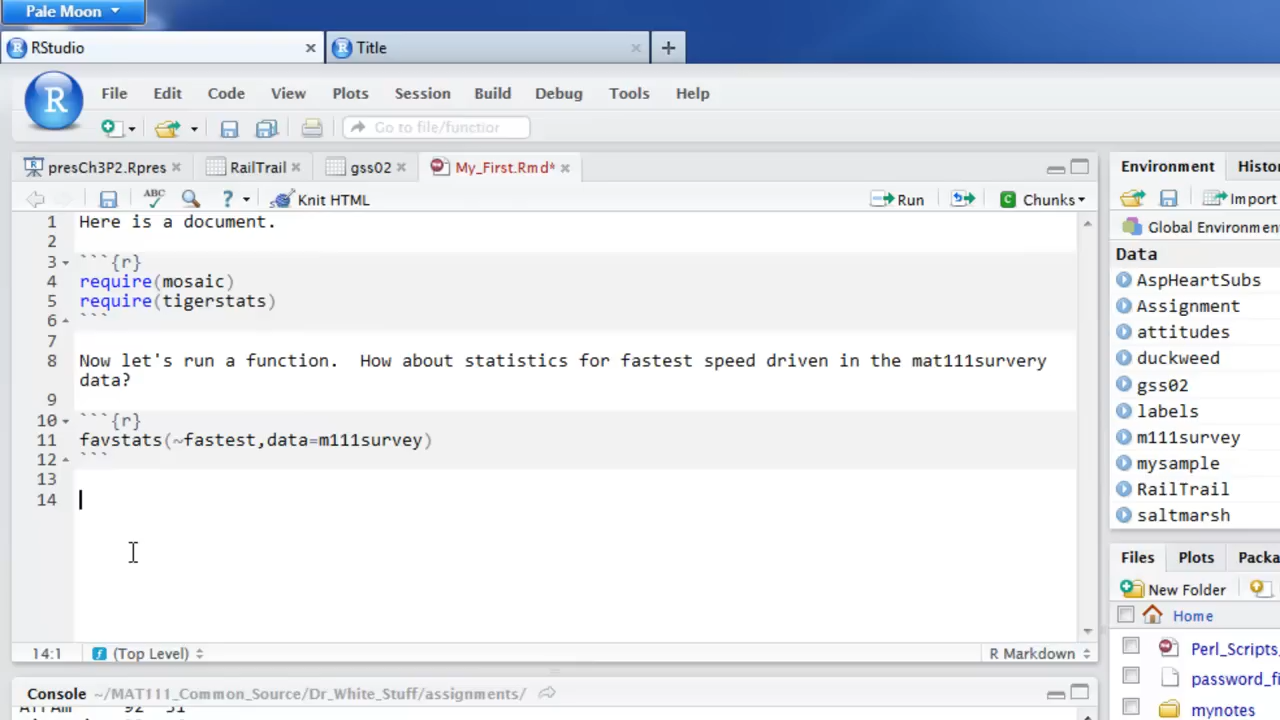 Pale Moon
RStudio
Title
File Edit Code View Plots Session Build Debug Tools Help
Go to file/function
presCh3P2.Rpres RailTrail gss02 My_First.Rmd*
ABC Knit HTML Run Chunks
1 Here is a document.
2
3 ```{r}
4 require(mosaic)
5 require(tigerstats)
6 ```
7
8 Now let's run a function.  How about statistics for fastest speed driven in the mat111survery
data?
9
10 ```{r}
11 favstats(~fastest,data=m111survey)
12 ```
13
14
14:1 (Top Level) R Markdown
Console ~/MAT111_Common_Source/Dr_White_Stuff/assignments/
Environment Histor
Import
Global Environmen
Data
AspHeartSubs
Assignment
attitudes
duckweed
gss02
labels
m111survey
mysample
RailTrail
saltmarsh
Files Plots Packa
New Folder
Home
Perl_Scripts_
password_fi
mynotes